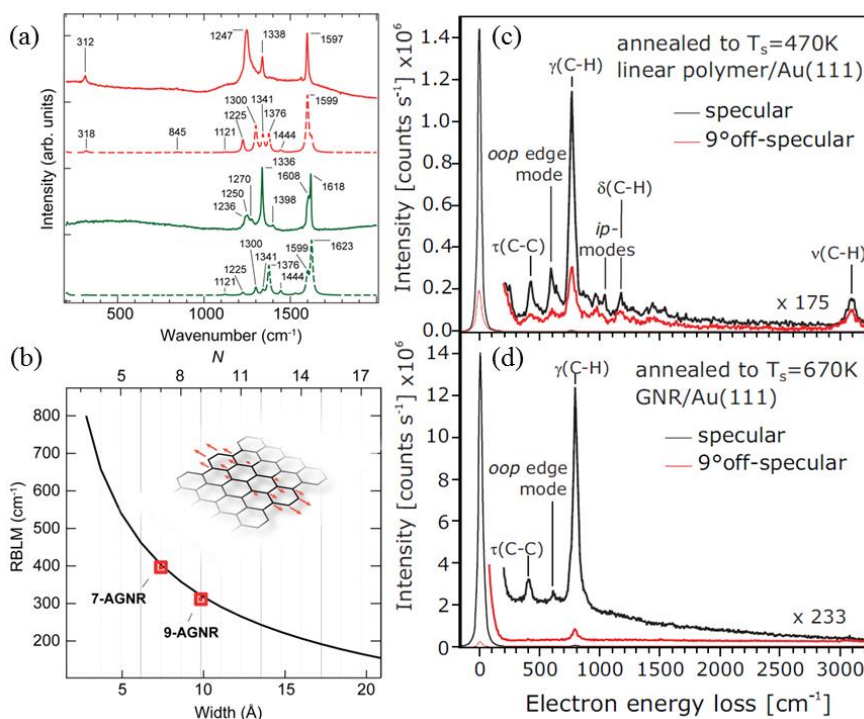 (a)
312
1247
1338
1597
1300
1341
1376
1225
1599
318
845
1121
1444
1336
1270
1250
1236
1608
1618
1398
1300
1341
1599
1623
1225
1376
1121
1444
Intensity (arb. units)
500
1000
1500
Wavenumber (cm⁻¹)
(b)
N
5
8
11
14
17
800
700
600
500
400
300
200
RBLM (cm⁻¹)
7-AGNR
9-AGNR
5
10
15
20
Width (Å)
(c)
Intensity [counts s⁻¹] x10⁶
1.4
1.2
1.0
0.8
0.6
0.4
0.2
0.0
annealed to Tₛ=470K
linear polymer/Au(111)
specular
9°off-specular
γ(C-H)
oop edge
mode
δ(C-H)
τ(C-C)
ip-
modes
ν(C-H)
x 175
(d)
Intensity [counts s⁻¹] x10⁶
14
12
10
8
6
4
2
0
annealed to Tₛ=670K
GNR/Au(111)
specular
9°off-specular
γ(C-H)
oop edge
mode
τ(C-C)
x 233
0
500
1000
1500
2000
2500
3000
Electron energy loss [cm⁻¹]